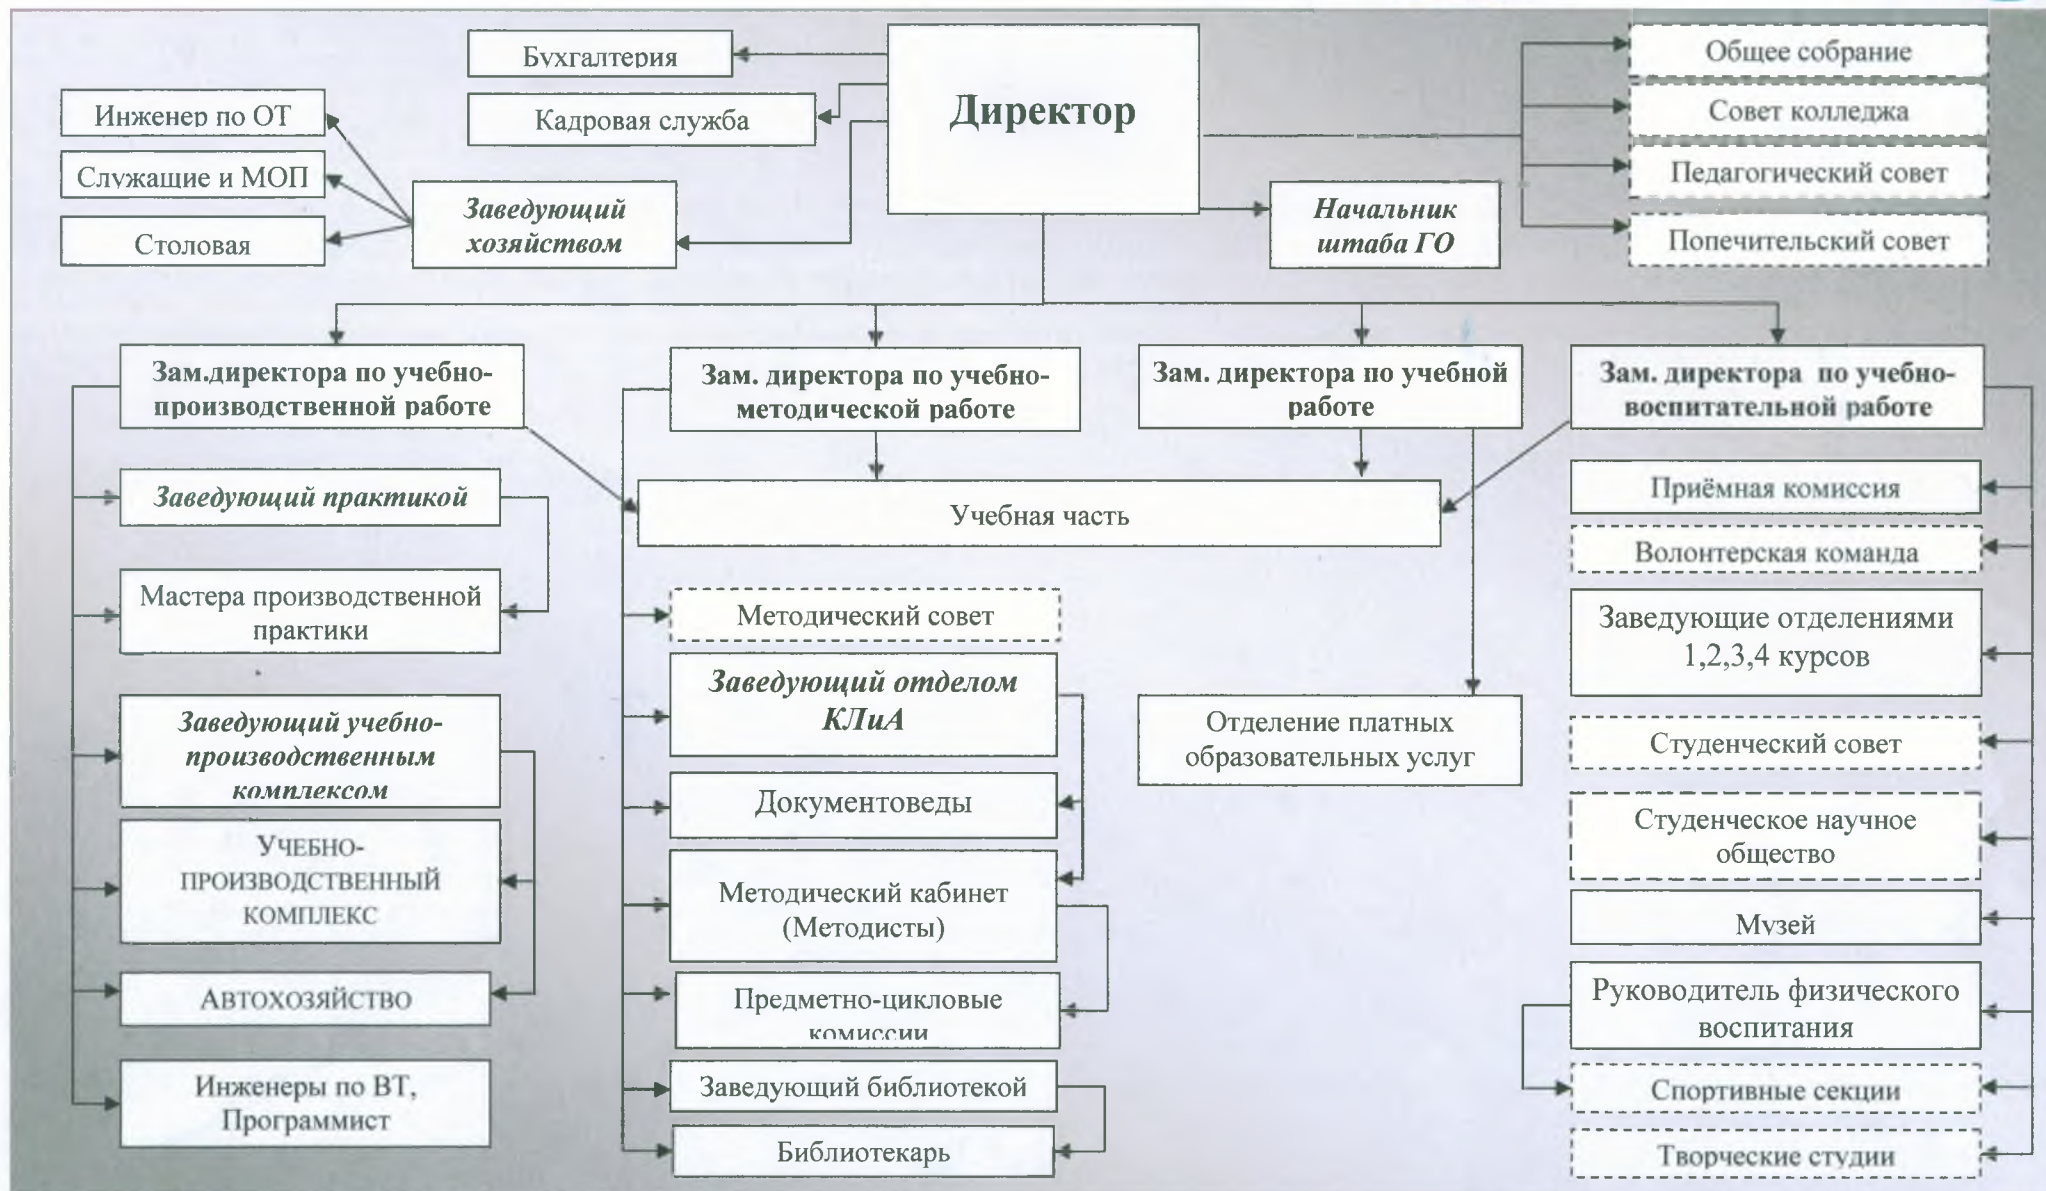 Бухгалтерия
Кадровая служба
Директор
Инженер по ОТ
Служащие и МОП
Столовая
Заведующий
хозяйством
Начальник
штаба ГО
Общее собрание
Совет колледжа
Педагогический совет
Попечительский совет
Зам.директора по учебно-
производственной работе
Зам. директора по учебно-
методической работе
Зам. директора по учебной
работе
Зам. директора по учебно-
воспитательной работе
Учебная часть
Заведующий практикой
Мастера производственной
практики
Заведующий учебно-
производственным
комплексом
УЧЕБНО-
ПРОИЗВОДСТВЕННЫЙ
КОМПЛЕКС
АВТОХОЗЯЙСТВО
Инженеры по ВТ,
Программист
Методический совет
Заведующий отделом
КЛиА
Документоведы
Методический кабинет
(Методисты)
Предметно-цикловые
комиссии
Заведующий библиотекой
Библиотекарь
Отделение платных
образовательных услуг
Приёмная комиссия
Волонтерская команда
Заведующие отделениями
1,2,3,4 курсов
Студенческий совет
Студенческое научное
общество
Музей
Руководитель физического
воспитания
Спортивные секции
Творческие студии